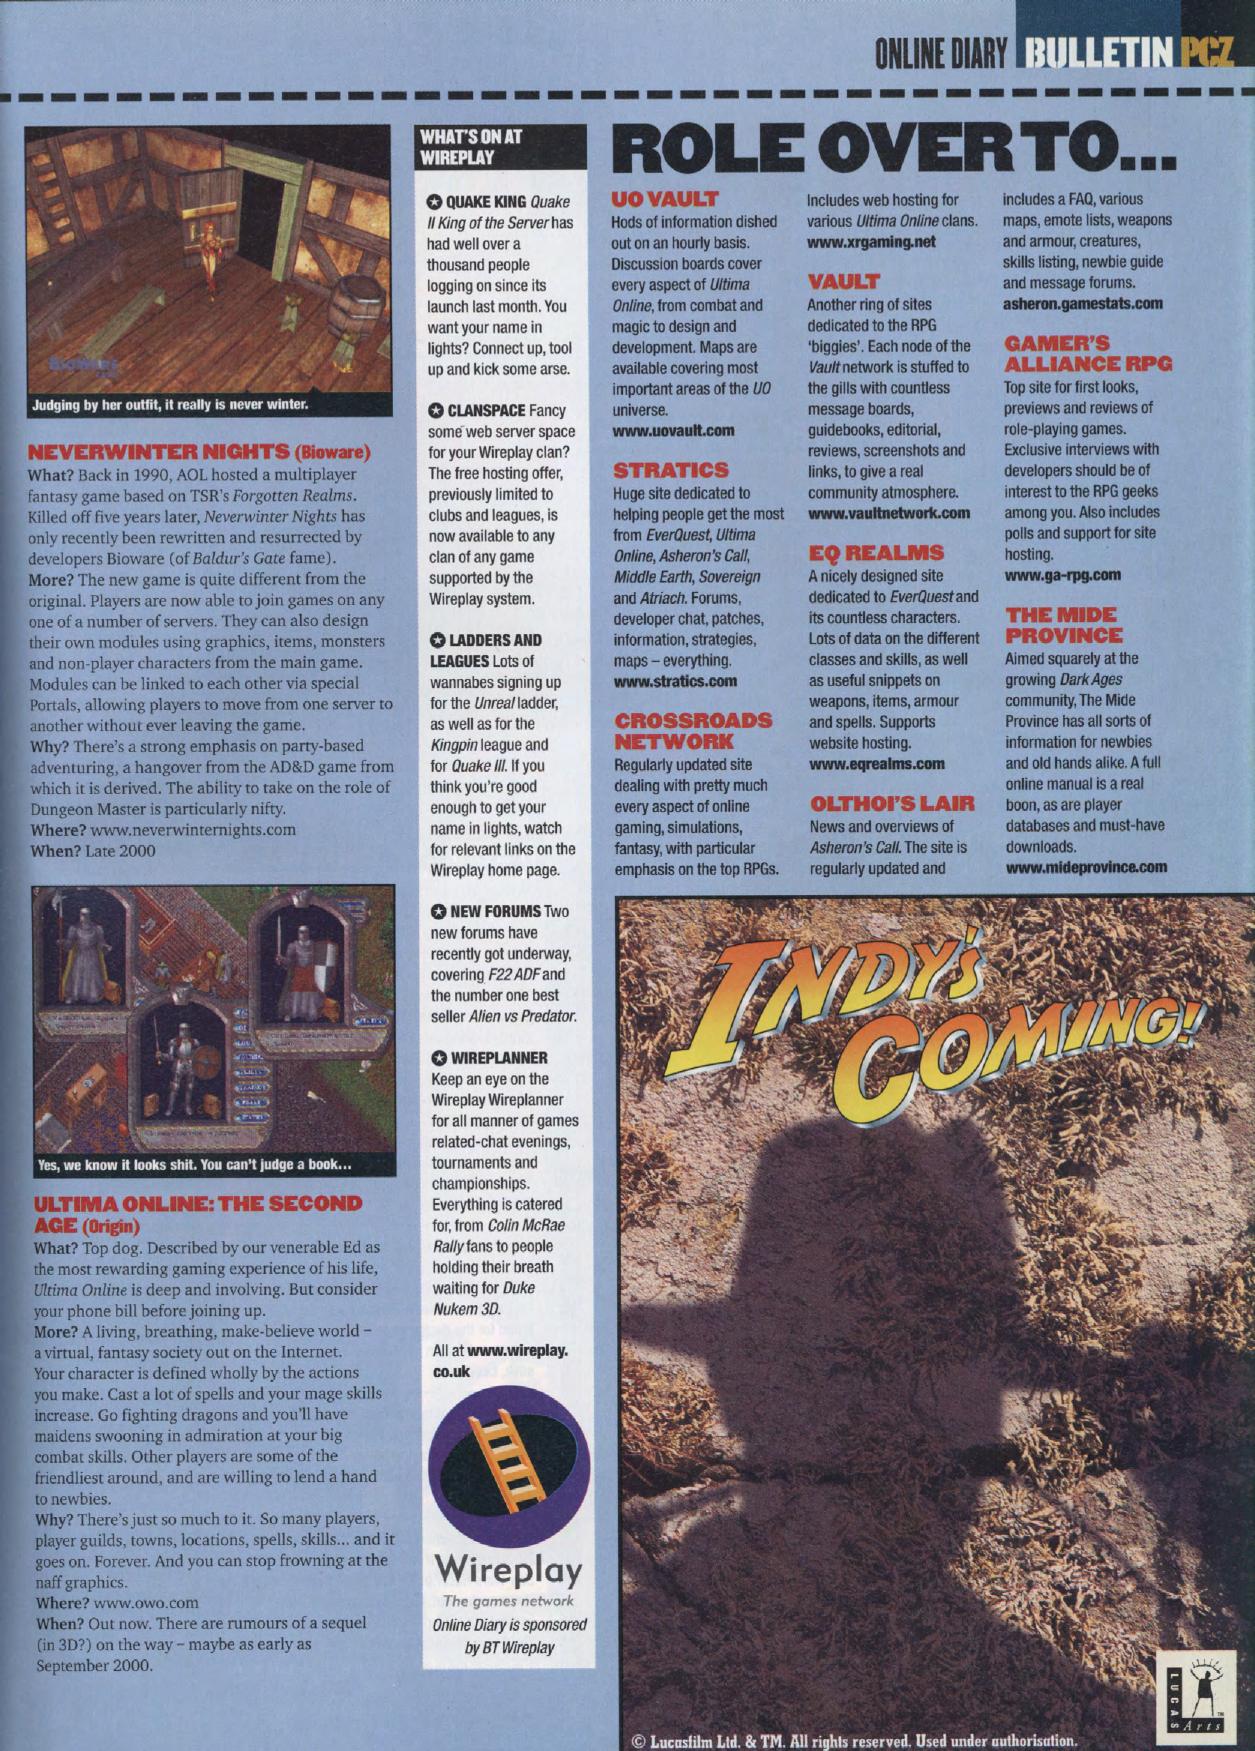 ONLINE DIARY BULLETIN PCZ
Bioware
Judging by her outfit, it really is never winter.
NEVERWINTER NIGHTS (Bioware)
What? Back in 1990, AOL hosted a multiplayer
fantasy game based on TSR's Forgotten Realms.
Killed off five years later, Neverwinter Nights has
only recently been rewritten and resurrected by
developers Bioware (of Baldur's Gate fame).
More? The new game is quite different from the
original. Players are now able to join games on any
one of a number of servers. They can also design
their own modules using graphics, items, monsters
and non-player characters from the main game.
Modules can be linked to each other via special
Portals, allowing players to move from one server to
another without ever leaving the game.
Why? There's a strong emphasis on party-based
adventuring, a hangover from the AD&D game from
which it is derived. The ability to take on the role of
Dungeon Master is particularly nifty.
Where? www.neverwinternights.com
When? Late 2000
Yes, we know it looks shit. You can't judge a book...
ULTIMA ONLINE: THE SECOND
AGE (Origin)
What? Top dog. Described by our venerable Ed as
the most rewarding gaming experience of his life,
Ultima Online is deep and involving. But consider
your phone bill before joining up.
More? A living, breathing, make-believe world –
a virtual, fantasy society out on the Internet.
Your character is defined wholly by the actions
you make. Cast a lot of spells and your mage skills
increase. Go fighting dragons and you'll have
maidens swooning in admiration at your big
combat skills. Other players are some of the
friendliest around, and are willing to lend a hand
to newbies.
Why? There's just so much to it. So many players,
player guilds, towns, locations, spells, skills... and it
goes on. Forever. And you can stop frowning at the
naff graphics.
Where? www.owo.com
When? Out now. There are rumours of a sequel
(in 3D?) on the way – maybe as early as
September 2000.
WHAT'S ON AT
WIREPLAY
QUAKE KING Quake
II King of the Server has
had well over a
thousand people
logging on since its
launch last month. You
want your name in
lights? Connect up, tool
up and kick some arse.
CLANSPACE Fancy
some web server space
for your Wireplay clan?
The free hosting offer,
previously limited to
clubs and leagues, is
now available to any
clan of any game
supported by the
Wireplay system.
LADDERS AND
LEAGUES Lots of
wannabes signing up
for the Unreal ladder,
as well as for the
Kingpin league and
for Quake III. If you
think you're good
enough to get your
name in lights, watch
for relevant links on the
Wireplay home page.
NEW FORUMS Two
new forums have
recently got underway,
covering F22 ADF and
the number one best
seller Alien vs Predator.
WIREPLANNER
Keep an eye on the
Wireplay Wireplanner
for all manner of games
related-chat evenings,
tournaments and
championships.
Everything is catered
for, from Colin McRae
Rally fans to people
holding their breath
waiting for Duke
Nukem 3D.
All at www.wireplay.
co.uk
Wireplay
The games network
Online Diary is sponsored
by BT Wireplay
ROLE OVER TO...
UO VAULT
Hods of information dished
out on an hourly basis.
Discussion boards cover
every aspect of Ultima
Online, from combat and
magic to design and
development. Maps are
available covering most
important areas of the UO
universe.
www.uovault.com
STRATICS
Huge site dedicated to
helping people get the most
from EverQuest, Ultima
Online, Asheron's Call,
Middle Earth, Sovereign
and Atriach. Forums,
developer chat, patches,
information, strategies,
maps – everything.
www.stratics.com
CROSSROADS
NETWORK
Regularly updated site
dealing with pretty much
every aspect of online
gaming, simulations,
fantasy, with particular
emphasis on the top RPGs.
Includes web hosting for
various Ultima Online clans.
www.xrgaming.net
VAULT
Another ring of sites
dedicated to the RPG
'biggies'. Each node of the
Vault network is stuffed to
the gills with countless
message boards,
guidebooks, editorial,
reviews, screenshots and
links, to give a real
community atmosphere.
www.vaultnetwork.com
EQ REALMS
A nicely designed site
dedicated to EverQuest and
its countless characters.
Lots of data on the different
classes and skills, as well
as useful snippets on
weapons, items, armour
and spells. Supports
website hosting.
www.eqrealms.com
OLTHOI'S LAIR
News and overviews of
Asheron's Call. The site is
regularly updated and
includes a FAQ, various
maps, emote lists, weapons
and armour, creatures,
skills listing, newbie guide
and message forums.
asheron.gamestats.com
GAMER'S
ALLIANCE RPG
Top site for first looks,
previews and reviews of
role-playing games.
Exclusive interviews with
developers should be of
interest to the RPG geeks
among you. Also includes
polls and support for site
hosting.
www.ga-rpg.com
THE MIDE
PROVINCE
Aimed squarely at the
growing Dark Ages
community, The Mide
Province has all sorts of
information for newbies
and old hands alike. A full
online manual is a real
boon, as are player
databases and must-have
downloads.
www.mideprovince.com
INDY'S
COMING!
LUCAS
Arts
© Lucasfilm Ltd. & TM. All rights reserved. Used under authorisation.